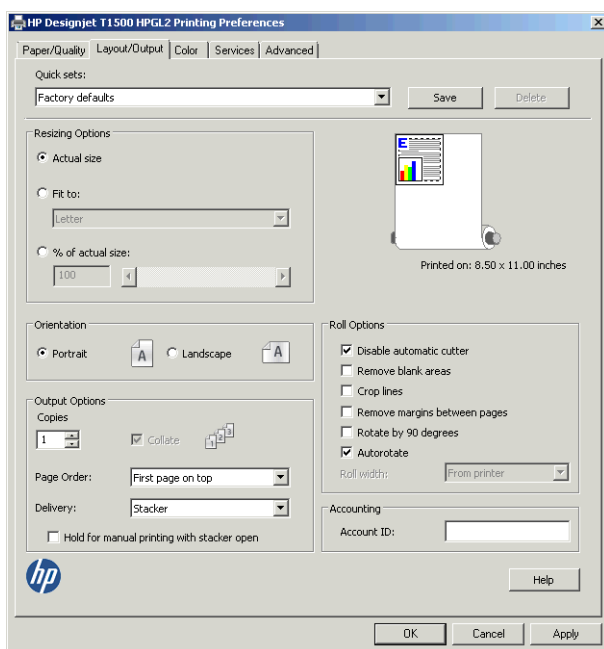 HP Designjet T1500 HPGL2 Printing Preferences
Paper/Quality Layout/Output Color Services Advanced
Quick sets:
Factory defaults Save Delete
Resizing Options
Actual size
Fit to:
Letter
% of actual size:
100
E
Printed on: 8.50 x 11.00 inches
Orientation
Portrait A Landscape A
Output Options
Copies
1 Collate 1 2 3
Page Order: First page on top
Delivery: Stacker
Hold for manual printing with stacker open
Roll Options
Disable automatic cutter
Remove blank areas
Crop lines
Remove margins between pages
Rotate by 90 degrees
Autorotate
Roll width: From printer
Accounting
Account ID:
hp
Help
OK Cancel Apply